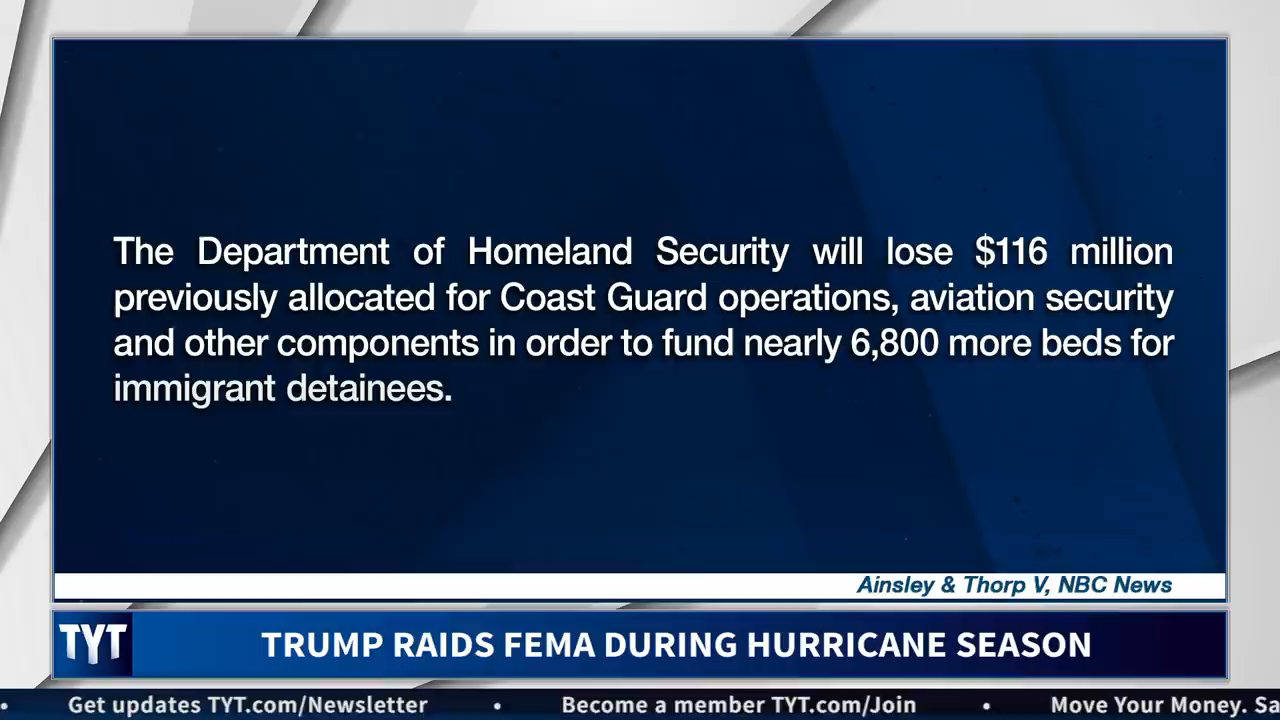 The Department of Homeland Security will lose $116 million
previously allocated for Coast Guard operations, aviation security
and other components in order to fund nearly 6,800 more beds for
immigrant detainees.
Ainsley & Thorp V, NBC News
TYT TRUMP RAIDS FEMA DURING HURRICANE SEASON
• Get updates TYT.com/Newsletter • Become a member TYT.com/Join • Move Your Money. Sa